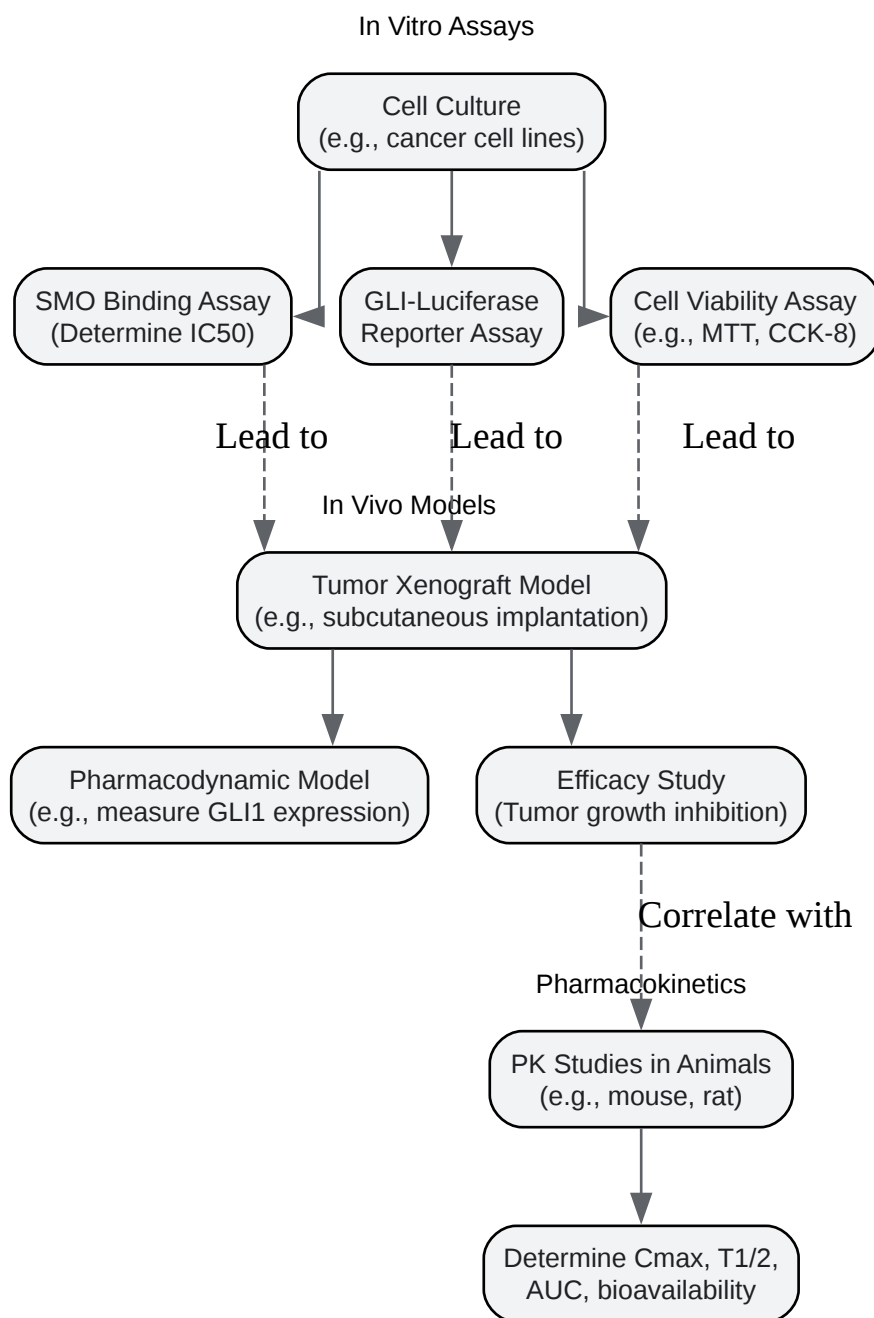 In Vitro Assays
Cell Culture
(e.g., cancer cell lines)
SMO Binding Assay
(Determine IC50)
GLI-Luciferase
Reporter Assay
Cell Viability Assay
(e.g., MTT, CCK-8)
Lead to
Lead to
Lead to
In Vivo Models
Tumor Xenograft Model
(e.g., subcutaneous implantation)
Pharmacodynamic Model
(e.g., measure GLI1 expression)
Efficacy Study
(Tumor growth inhibition)
Correlate with
Pharmacokinetics
PK Studies in Animals
(e.g., mouse, rat)
Determine Cmax, T1/2,
AUC, bioavailability